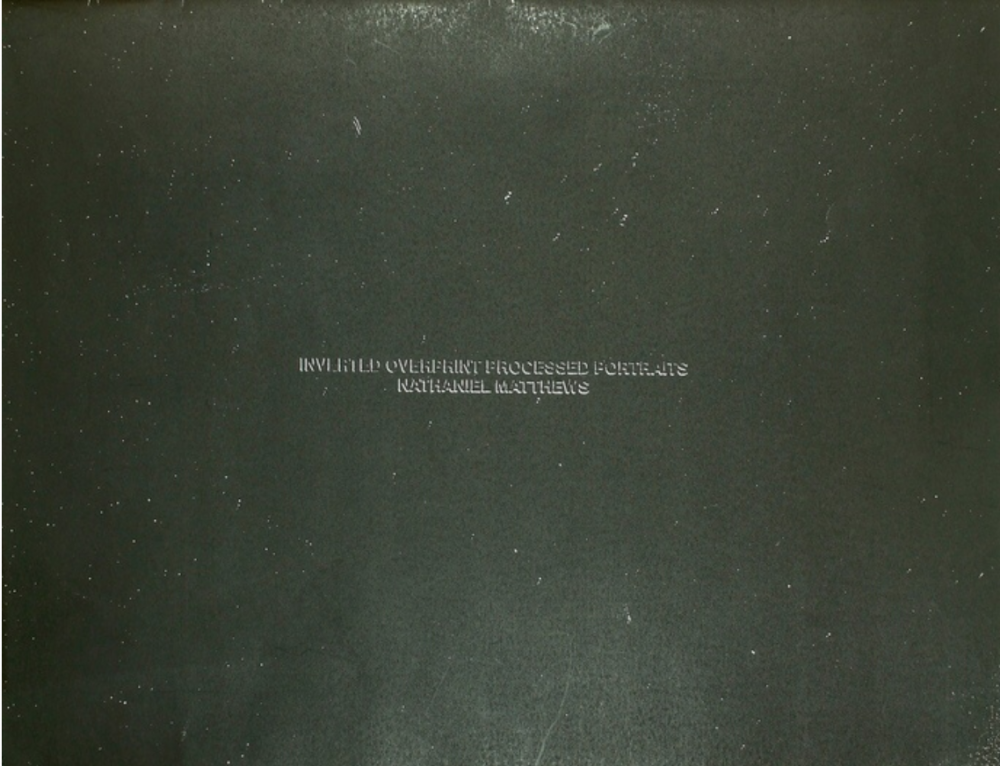 INVERTED OVERPRINT PROCESSED PORTRAITS
NATHANIEL MATTHEWS